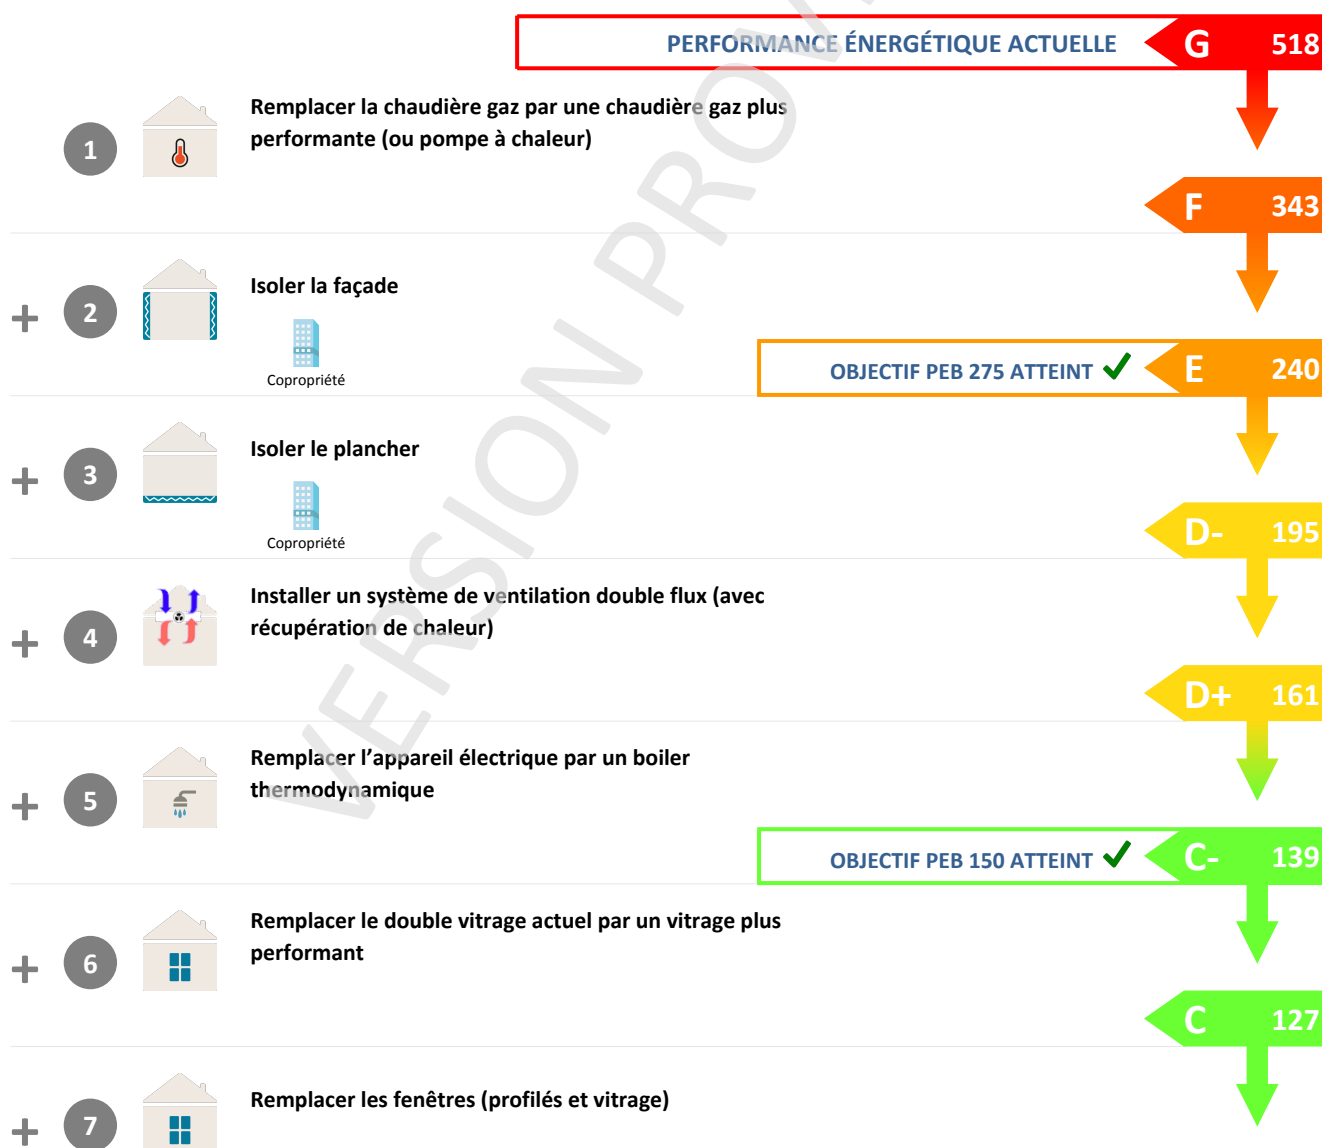 PERFORMANCE ÉNERGÉTIQUE ACTUELLE G 518
1 Remplacer la chaudière gaz par une chaudière gaz plus
performante (ou pompe à chaleur)
F 343
+ 2 Isoler la façade
Copropriété
OBJECTIF PEB 275 ATTEINT E 240
+ 3 Isoler le plancher
Copropriété
D- 195
+ 4 Installer un système de ventilation double flux (avec
récupération de chaleur)
D+ 161
+ 5 Remplacer l’appareil électrique par un boiler
thermodynamique
OBJECTIF PEB 150 ATTEINT C- 139
+ 6 Remplacer le double vitrage actuel par un vitrage plus
performant
C 127
+ 7 Remplacer les fenêtres (profilés et vitrage)
VERSION PROV